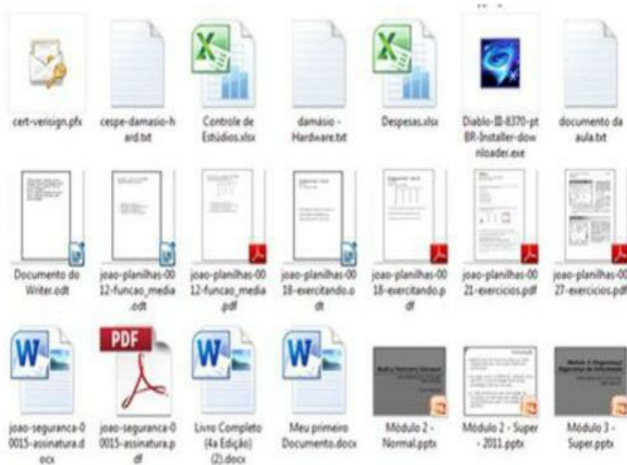 cert-verisign.pfx
cespe-damasio-h
ard.txt
Controle de
Estúdios.xlsx
damásio -
Hardware.txt
Despesas.xlsx
Diablo-III-8370-pt
BR-Installer-dow
nloader.exe
documento da
aula.txt
Documento do
Writer.odt
joao-planilhas-00
12-funcao_media
.odt
joao-planilhas-00
12-funcao_media
.pdf
joao-planilhas-00
18-exercitando.o
dt
joao-planilhas-00
18-exercitando.p
df
joao-planilhas-00
21-exercicios.pdf
joao-planilhas-00
27-exercicios.pdf
PDF
joao-seguranca-0
0015-assinatura.d
ocx
joao-seguranca-0
0015-assinatura.p
df
Livro Completo
(4a Edição)
(2).docx
Meu primeiro
Documento.docx
Módulo 2 -
Normal.pptx
Módulo 2 - Super
- 2011.pptx
Módulo 3 -
Super.pptx